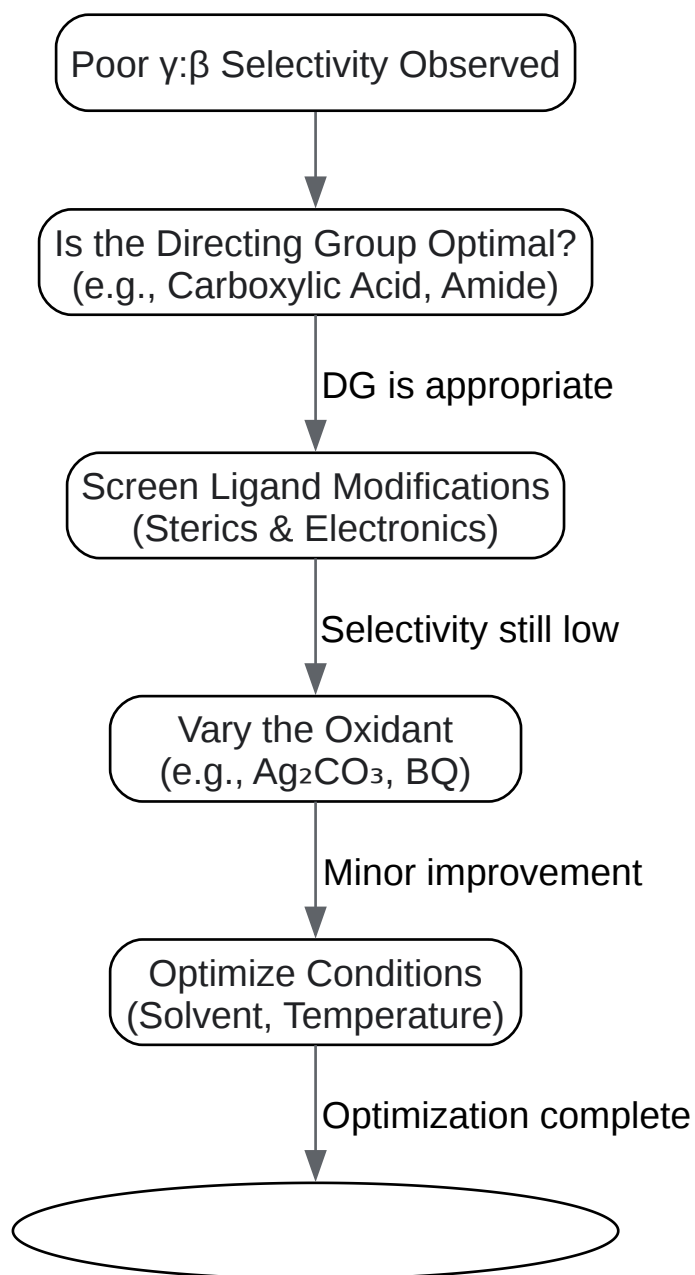 Poor γ:β Selectivity Observed
Is the Directing Group Optimal?
(e.g., Carboxylic Acid, Amide)
DG is appropriate
Screen Ligand Modifications
(Sterics & Electronics)
Selectivity still low
Vary the Oxidant
(e.g., Ag₂CO₃, BQ)
Minor improvement
Optimize Conditions
(Solvent, Temperature)
Optimization complete